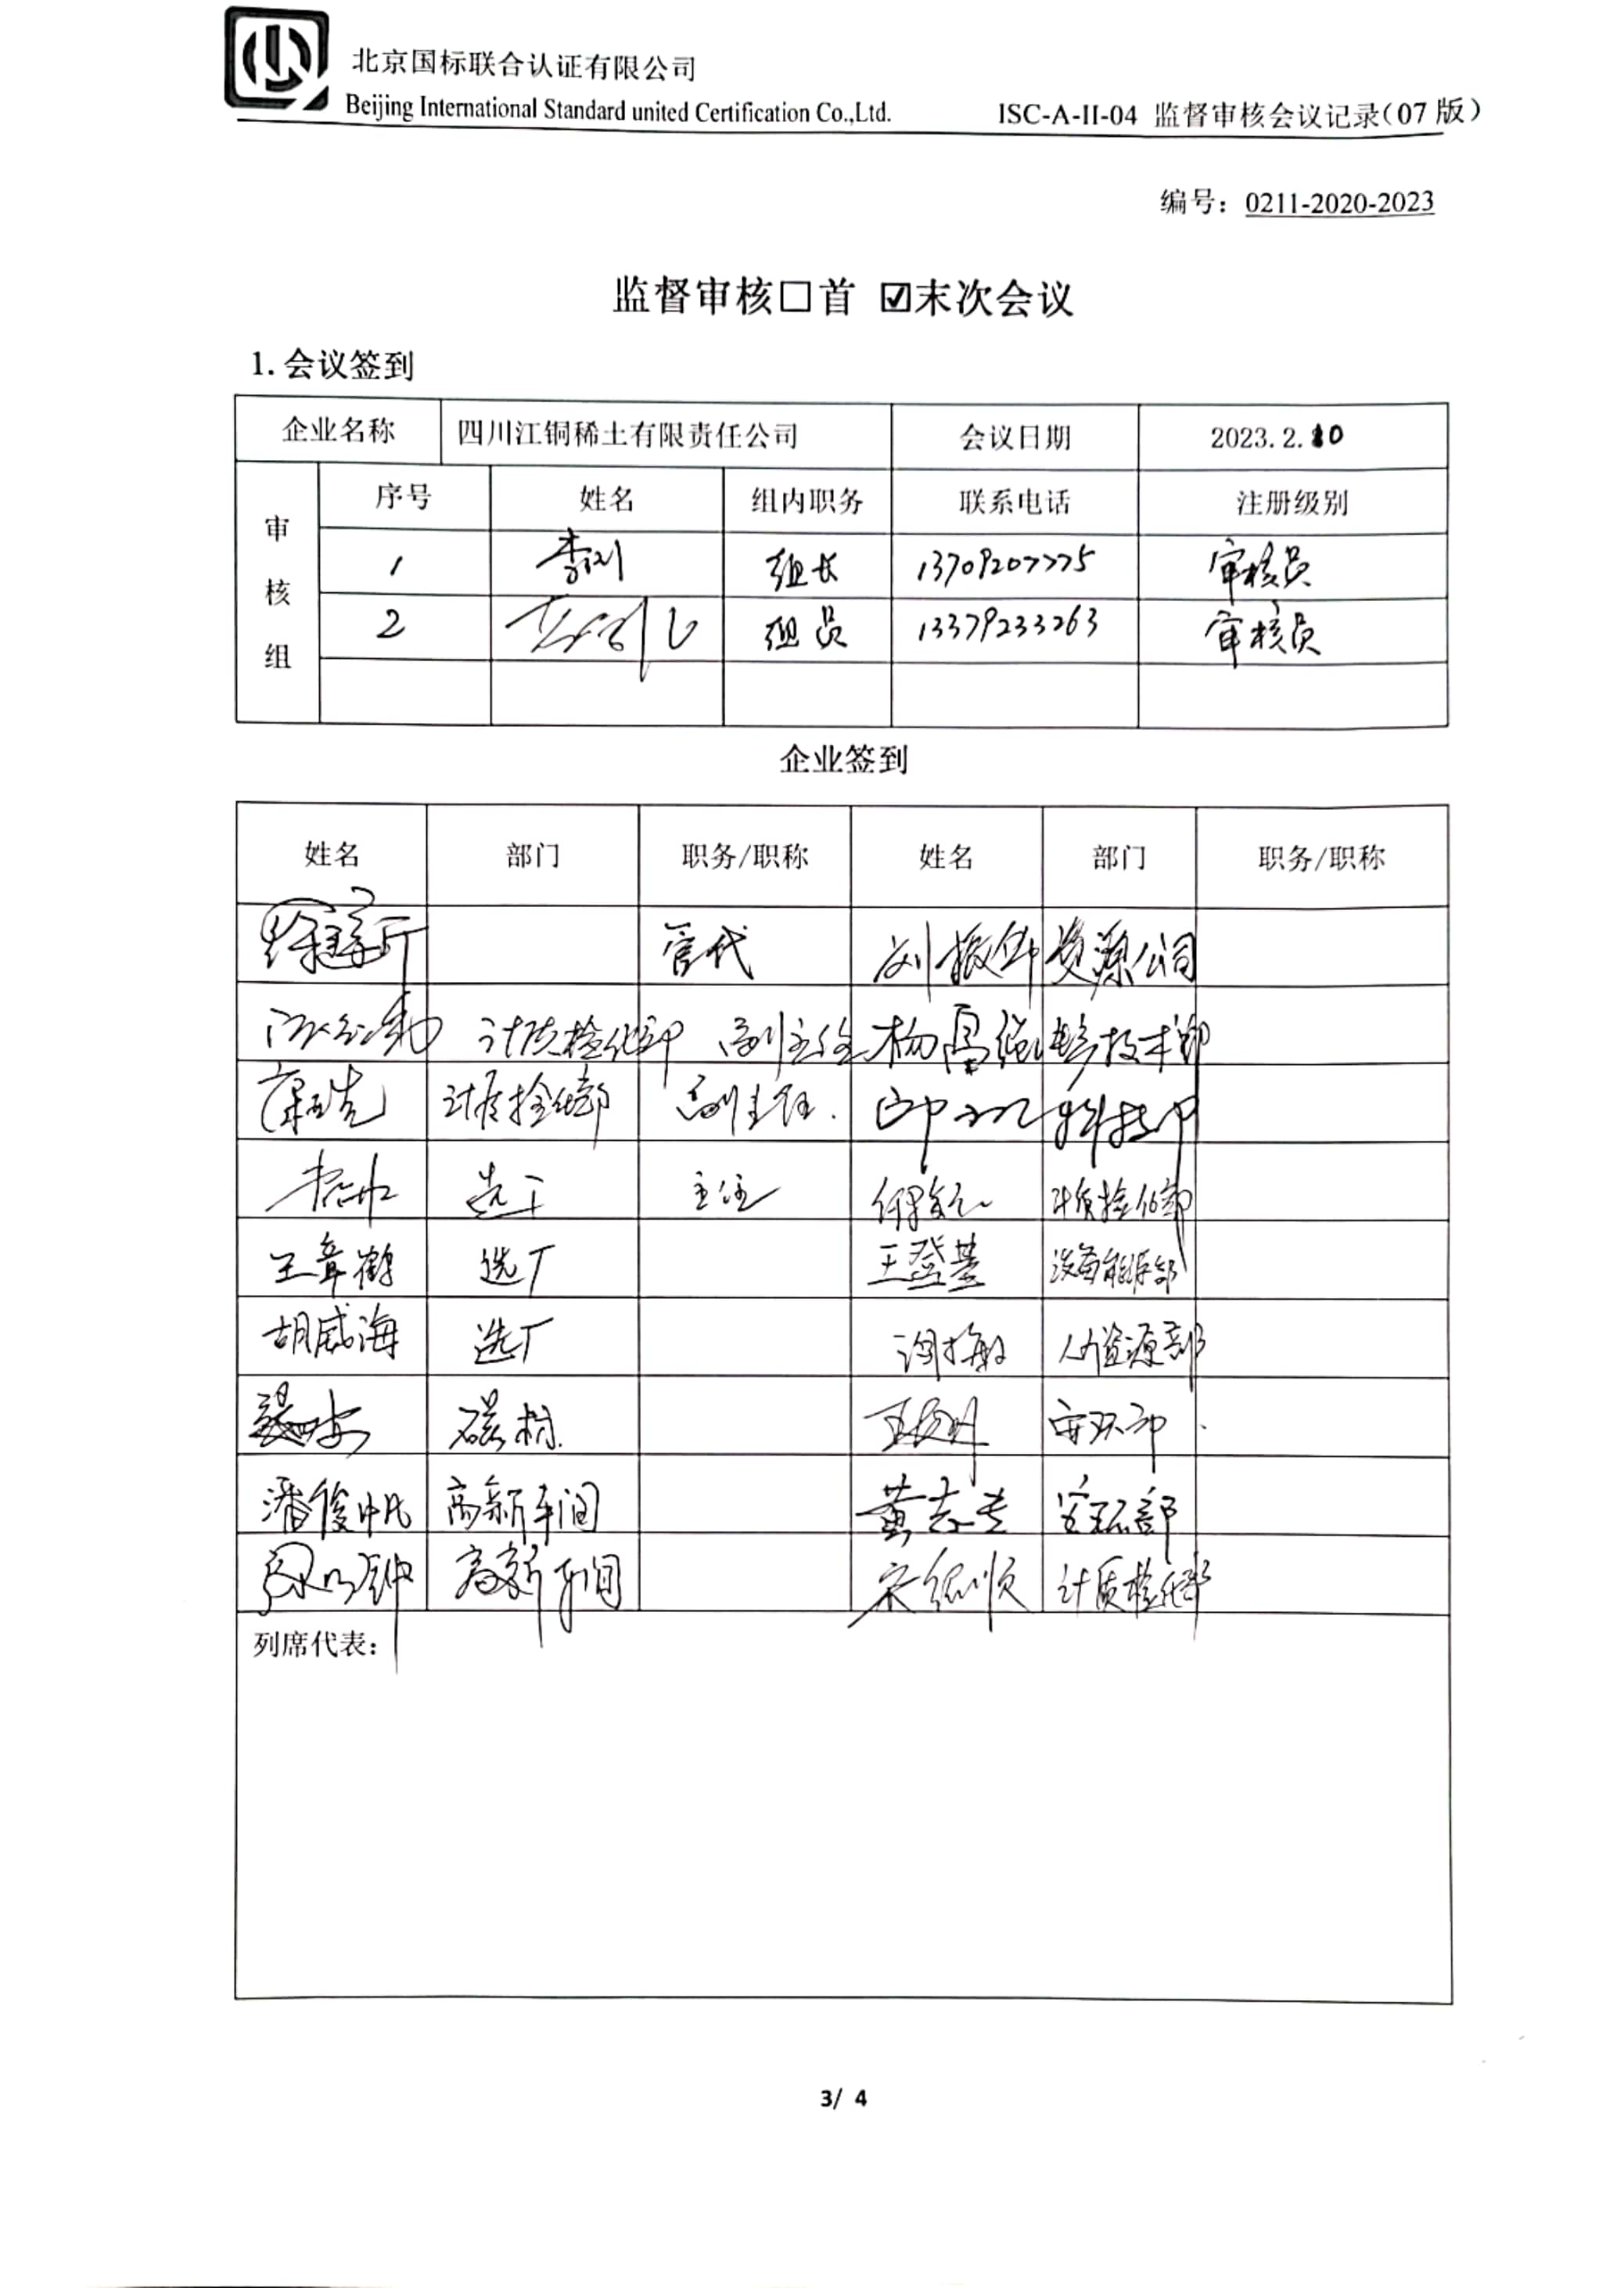 北京国标联合认证有限公司
Beijing International Standard united Certification Co.,Ltd. ISC-A-II-04 监督审核会议记录(07版)
编号：0211-2020-2023
监督审核□首 ☑末次会议
1.会议签到
企业名称 四川江铜稀土有限责任公司 会议日期 2023.2.10
审核组 序号 姓名 组内职务 联系电话 注册级别
1 组长 13709207775 审核员
2 组员 13379233263 审核员
企业签到
姓名 部门 职务/职称 姓名 部门 职务/职称
管代 资源公司
计质检化部 副主任 技术部
计质检化部 副主任. 科技部
选厂 主任 计质检化部
王章鹤 选厂 王登基 设备能源部
胡威海 选厂 人力资源部
碳材 安环部
潘俊帆 高新车间 安环部
高新车间 计质检化部
列席代表：
3/ 4